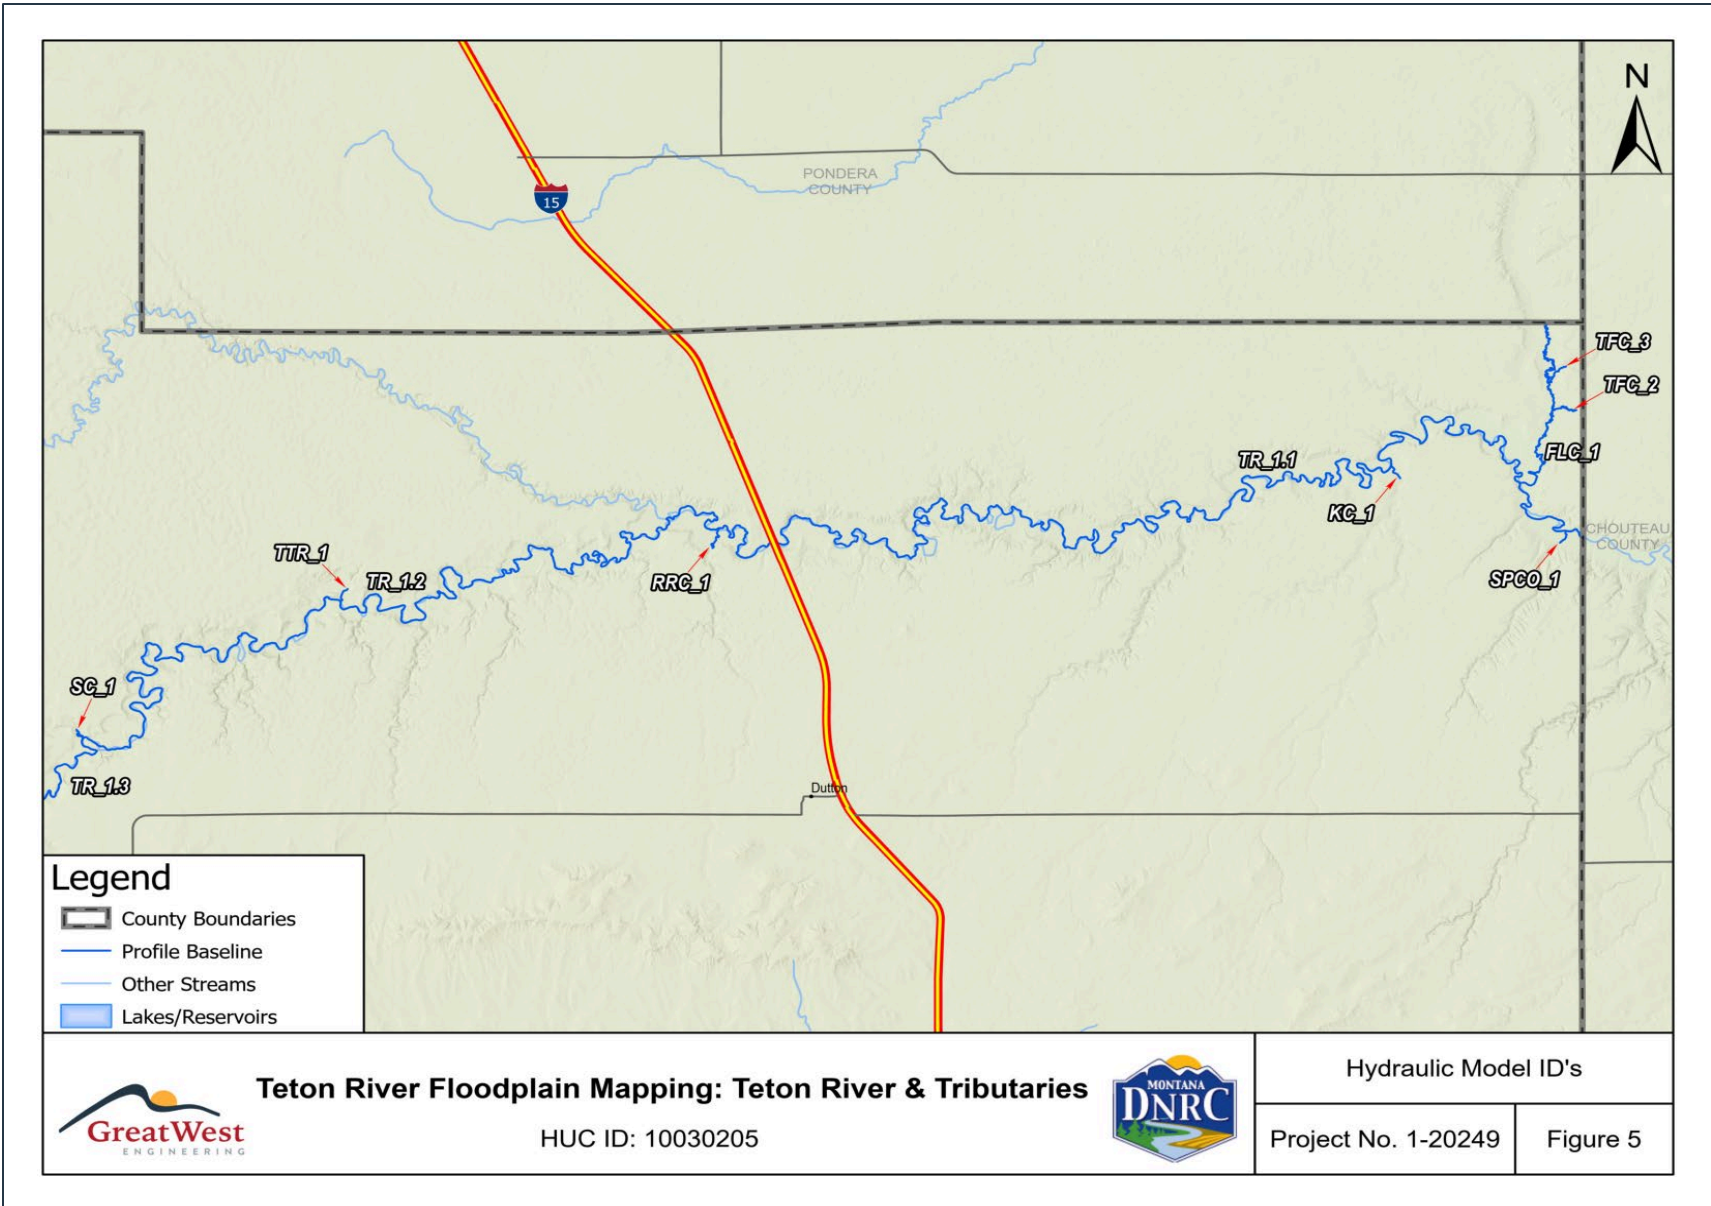 N
PONDERA
COUNTY
15
TFC_3
TFC_2
FLC_1
TR_1.1
KC_1
CHOUTEAU
COUNTY
SPCO_1
TTR_1
TR_1.2
RRC_1
SC_1
TR_1.3
Dutton
Legend
County Boundaries
Profile Baseline
Other Streams
Lakes/Reservoirs
GreatWest
ENGINEERING
Teton River Floodplain Mapping: Teton River & Tributaries
HUC ID: 10030205
MONTANA
DNRC
Hydraulic Model ID's
Project No. 1-20249
Figure 5